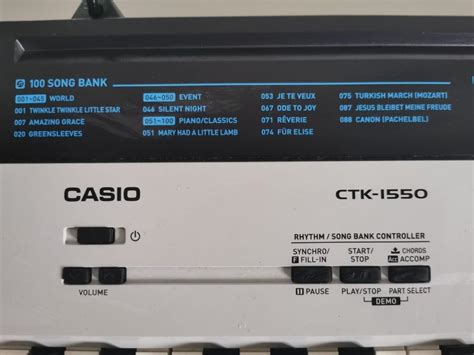 100 SONG BANK
001-045 WORLD
001 TWINKLE TWINKLE LITTLE STAR
007 AMAZING GRACE
020 GREENSLEEVES
046-050 EVENT
046 SILENT NIGHT
051-100 PIANO/CLASSICS
051 MARY HAD A LITTLE LAMB
053 JE TE VEUX
067 ODE TO JOY
071 RÊVERIE
074 FÜR ELISE
075 TURKISH MARCH (MOZART)
087 JESUS BLEIBET MEINE FREUDE
088 CANON (PACHELBEL)
CASIO
CTK-1550
RHYTHM / SONG BANK CONTROLLER
SYNCHRO/
F FILL-IN
START/
STOP
CHORDS
Acc ACCOMP
VOLUME
PAUSE
PLAY/STOP
PART SELECT
DEMO